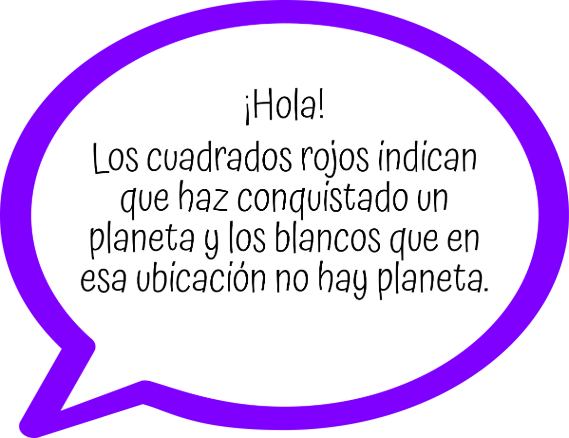 ¡Hola!
Los cuadrados rojos indican
que haz conquistado un
planeta y los blancos que en
esa ubicación no hay planeta.